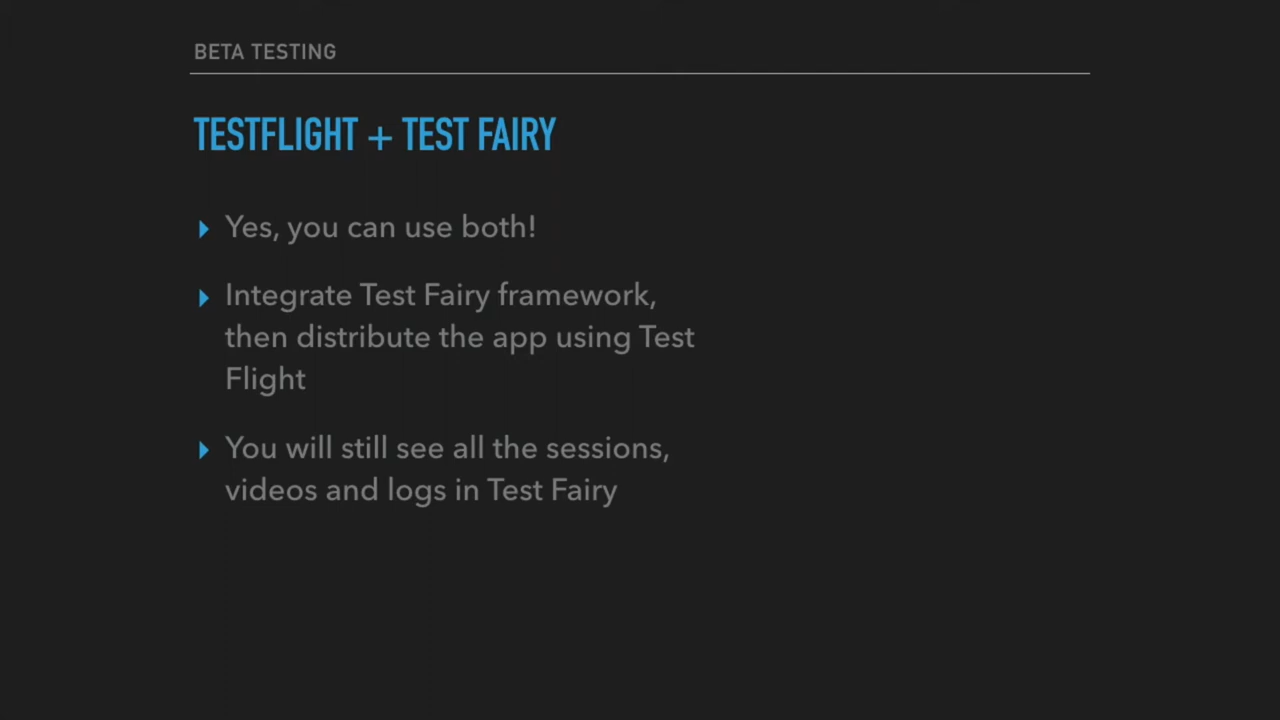 BETA TESTING
TESTFLIGHT + TEST FAIRY
Yes, you can use both!
Integrate Test Fairy framework,
then distribute the app using Test
Flight
You will still see all the sessions,
videos and logs in Test Fairy